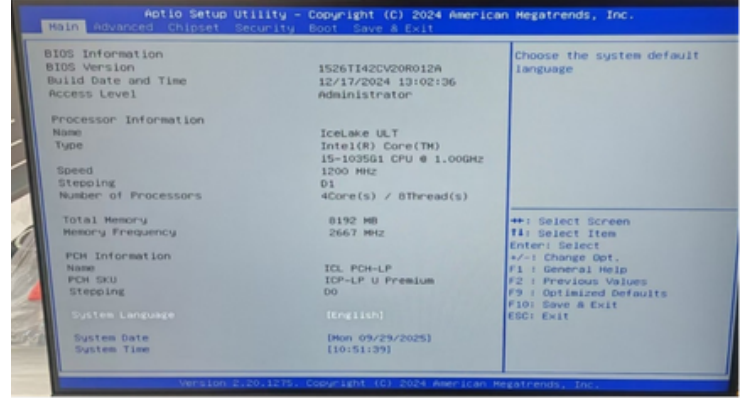 Aptio Setup Utility - Copyright (C) 2024 American Megatrends, Inc.
Main Advanced Chipset Security Boot Save & Exit
BIOS Information
BIOS Version 1526TI42CV20R012A
Build Date and Time 12/17/2024 13:02:36
Access Level Administrator
Processor Information
Name IceLake ULT
Type Intel(R) Core(TM)
i5-1035G1 CPU @ 1.00GHz
Speed 1200 MHz
Stepping D1
Number of Processors 4Core(s) / 8Thread(s)
Total Memory 8192 MB
Memory Frequency 2667 MHz
PCH Information
Name ICL PCH-LP
PCH SKU ICP-LP U Premium
Stepping D0
System Language [English]
System Date [Mon 09/29/2025]
System Time [10:51:39]
Choose the system default
language
→←: Select Screen
↑↓: Select Item
Enter: Select
+/-: Change Opt.
F1 : General Help
F2 : Previous Values
F9 : Optimized Defaults
F10: Save & Exit
ESC: Exit
Version 2.20.1275. Copyright (C) 2024 American Megatrends, Inc.